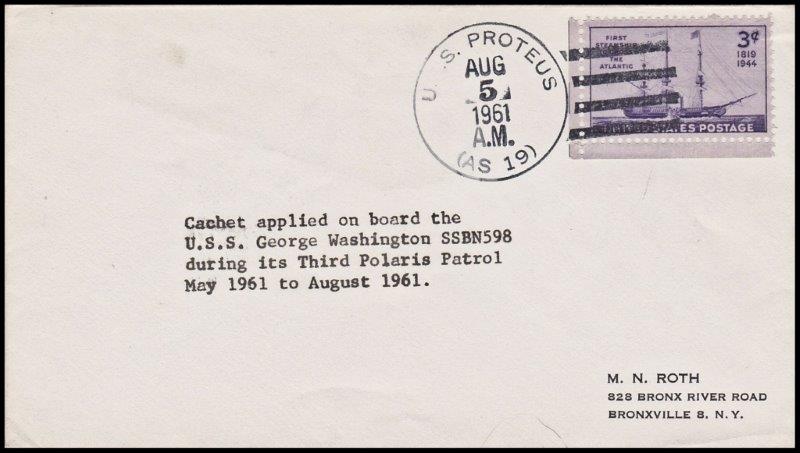 U. S. PROTEUS
AUG
5
1961
A.M.
(AS 19)
FIRST
STEAMSHIP
THE
ATLANTIC
3¢
1819
1944
UNITED STATES POSTAGE
Cachet applied on board the
U.S.S. George Washington SSBN598
during its Third Polaris Patrol
May 1961 to August 1961.
M. N. ROTH
828 BRONX RIVER ROAD
BRONXVILLE 8. N. Y.